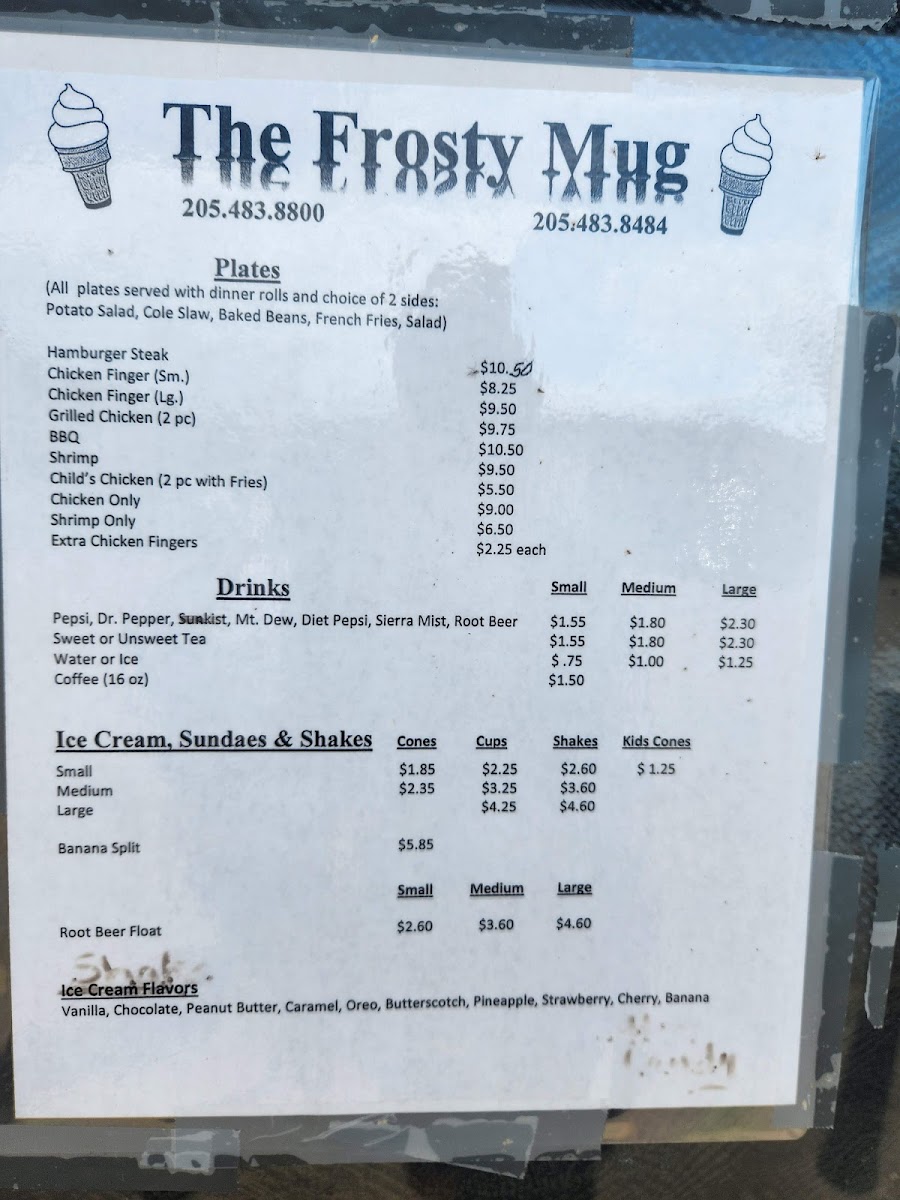 The Frosty Mug
205.483.8800 205.483.8484
Plates
(All plates served with dinner rolls and choice of 2 sides:
Potato Salad, Cole Slaw, Baked Beans, French Fries, Salad)
Hamburger Steak $10.50
Chicken Finger (Sm.) $8.25
Chicken Finger (Lg.) $9.50
Grilled Chicken (2 pc) $9.75
BBQ $10.50
Shrimp $9.50
Child's Chicken (2 pc with Fries) $5.50
Chicken Only $9.00
Shrimp Only $6.50
Extra Chicken Fingers $2.25 each
Drinks Small Medium Large
Pepsi, Dr. Pepper, Sunkist, Mt. Dew, Diet Pepsi, Sierra Mist, Root Beer $1.55 $1.80 $2.30
Sweet or Unsweet Tea $1.55 $1.80 $2.30
Water or Ice $ .75 $1.00 $1.25
Coffee (16 oz) $1.50
Ice Cream, Sundaes & Shakes Cones Cups Shakes Kids Cones
Small $1.85 $2.25 $2.60 $ 1.25
Medium $2.35 $3.25 $3.60
Large $4.25 $4.60
Banana Split $5.85
Small Medium Large
Root Beer Float $2.60 $3.60 $4.60
Ice Cream Flavors
Vanilla, Chocolate, Peanut Butter, Caramel, Oreo, Butterscotch, Pineapple, Strawberry, Cherry, Banana